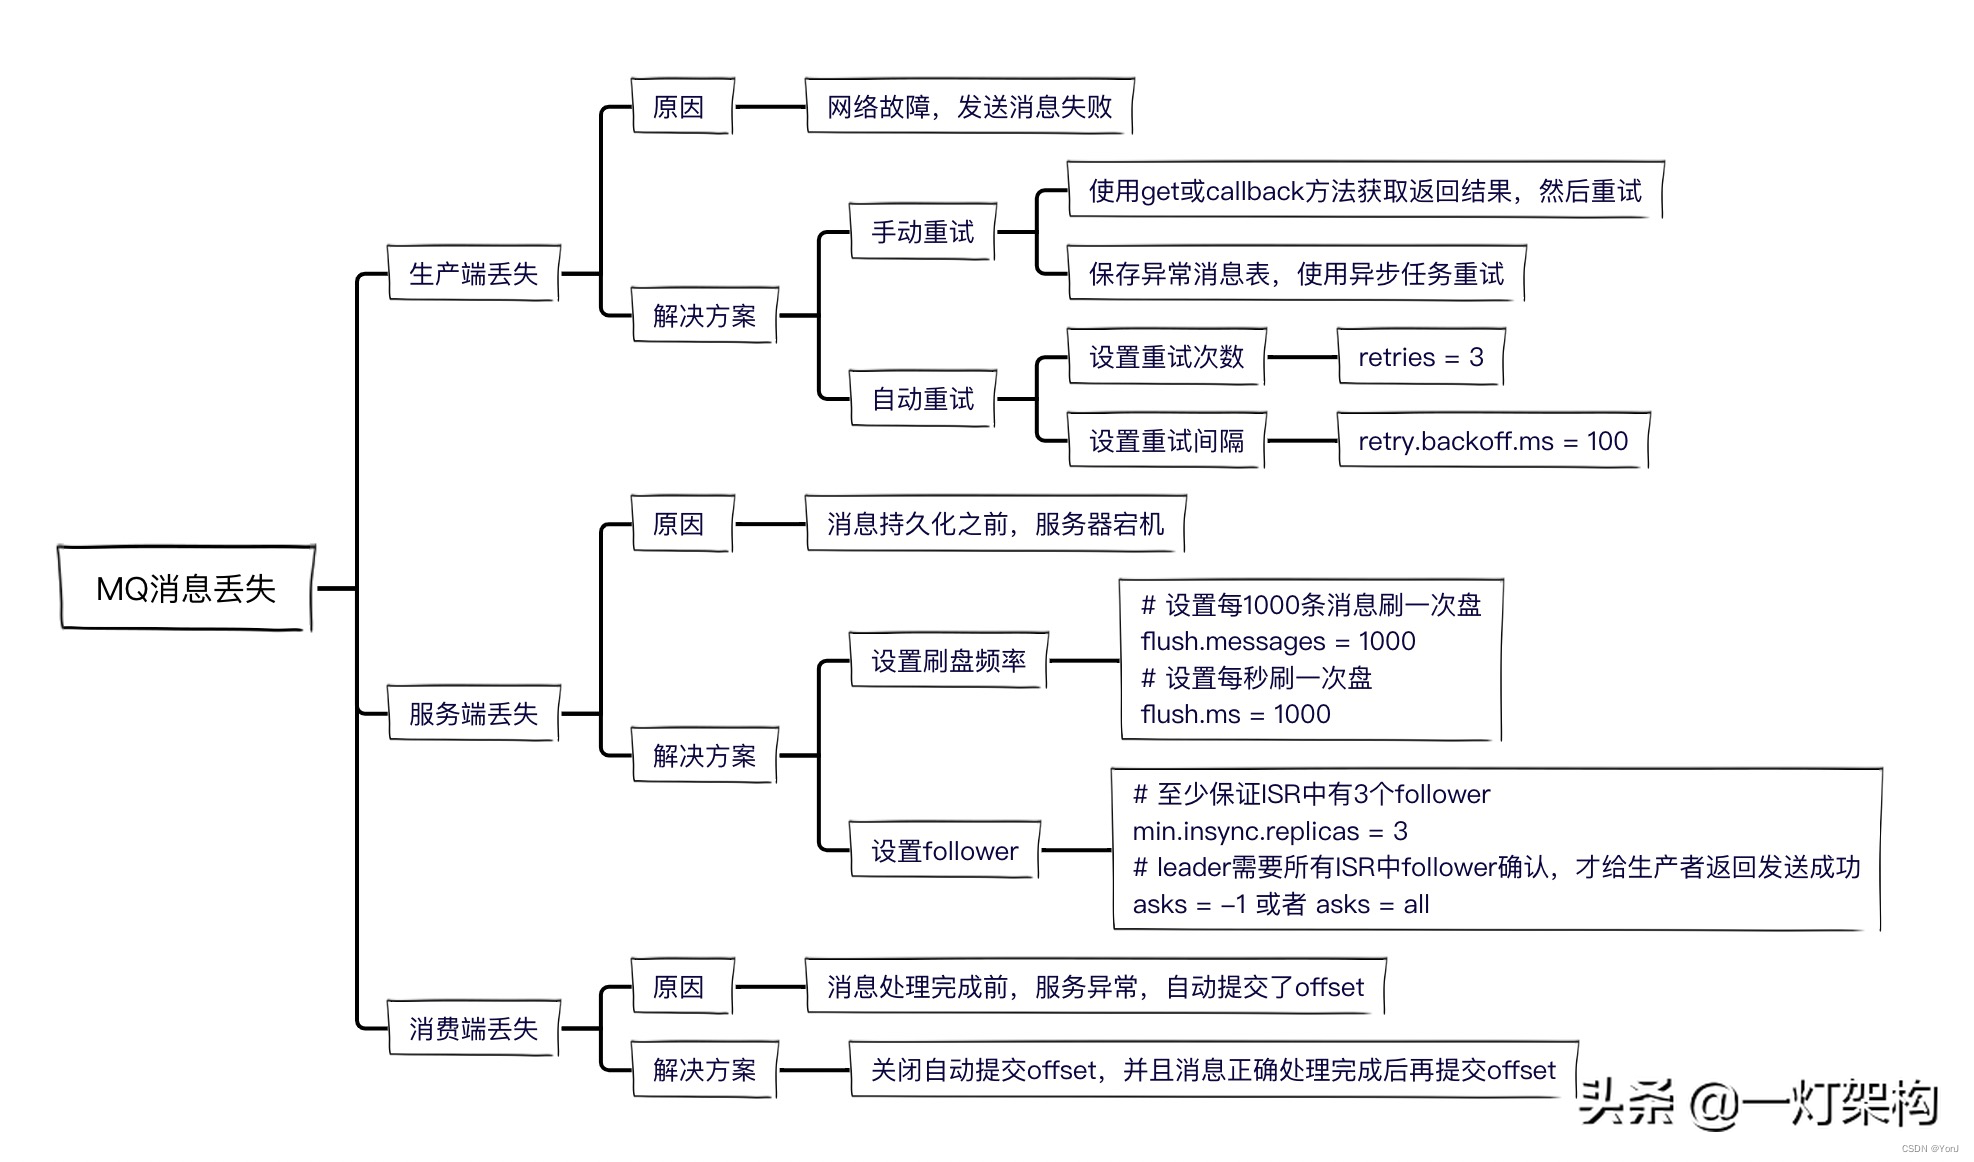 MQ消息丢失
生产端丢失
原因
网络故障，发送消息失败
解决方案
手动重试
使用get或callback方法获取返回结果，然后重试
保存异常消息表，使用异步任务重试
自动重试
设置重试次数
retries = 3
设置重试间隔
retry.backoff.ms = 100
服务端丢失
原因
消息持久化之前，服务器宕机
解决方案
设置刷盘频率
# 设置每1000条消息刷一次盘
flush.messages = 1000
# 设置每秒刷一次盘
flush.ms = 1000
设置follower
# 至少保证ISR中有3个follower
min.insync.replicas = 3
# leader需要所有ISR中follower确认，才给生产者返回发送成功
asks = -1 或者 asks = all
消费端丢失
原因
消息处理完成前，服务异常，自动提交了offset
解决方案
关闭自动提交offset，并且消息正确处理完成后再提交offset
头条 @一灯架构
CSDN @YorJ